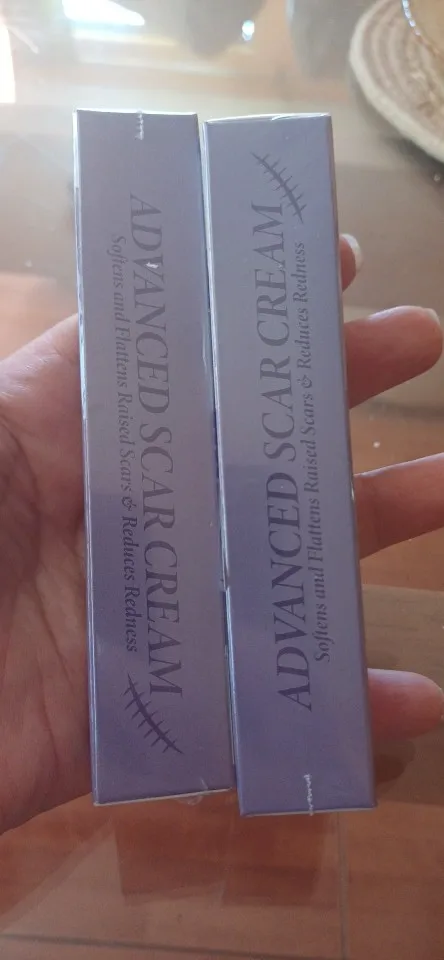 ADVANCED SCAR CREAM
Softens and Flattens Raised Scars & Reduces Redness
ADVANCED SCAR CREAM
Softens and Flattens Raised Scars & Reduces Redness